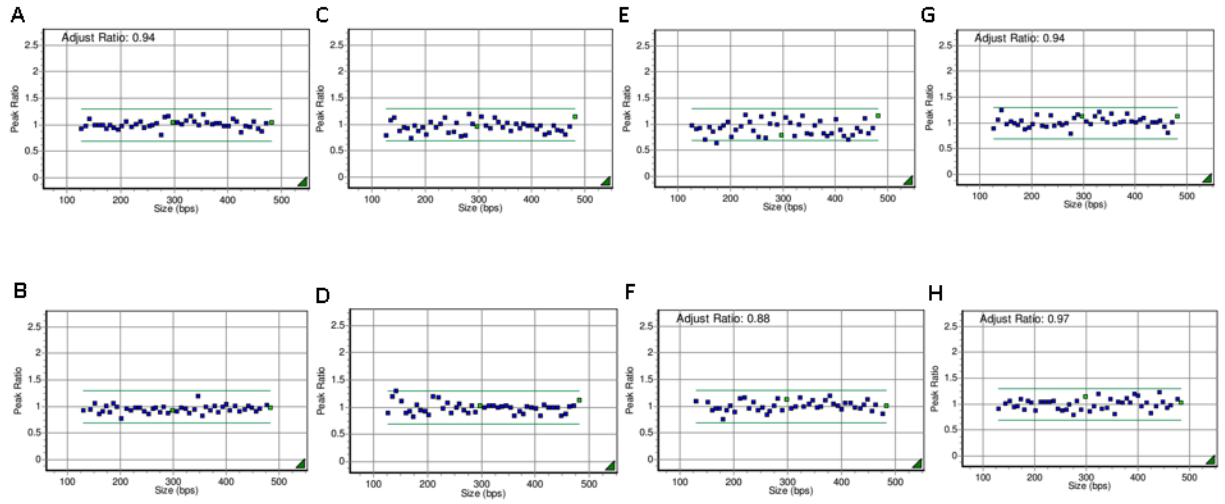 A
Adjust Ratio: 0.94
2.5
2
1.5
1
0.5
0
Peak Ratio
100 200 300 400 500
Size (bps)
C
2.5
2
1.5
1
0.5
0
Peak Ratio
100 200 300 400 500
Size (bps)
E
2.5
2
1.5
1
0.5
0
Peak Ratio
100 200 300 400 500
Size (bps)
G
Adjust Ratio: 0.94
2.5
2
1.5
1
0.5
0
Peak Ratio
100 200 300 400 500
Size (bps)
B
2.5
2
1.5
1
0.5
0
Peak Ratio
100 200 300 400 500
Size (bps)
D
2.5
2
1.5
1
0.5
0
Peak Ratio
100 200 300 400 500
Size (bps)
F
Adjust Ratio: 0.88
2.5
2
1.5
1
0.5
0
Peak Ratio
100 200 300 400 500
Size (bps)
H
Adjust Ratio: 0.97
2.5
2
1.5
1
0.5
0
Peak Ratio
100 200 300 400 500
Size (bps)